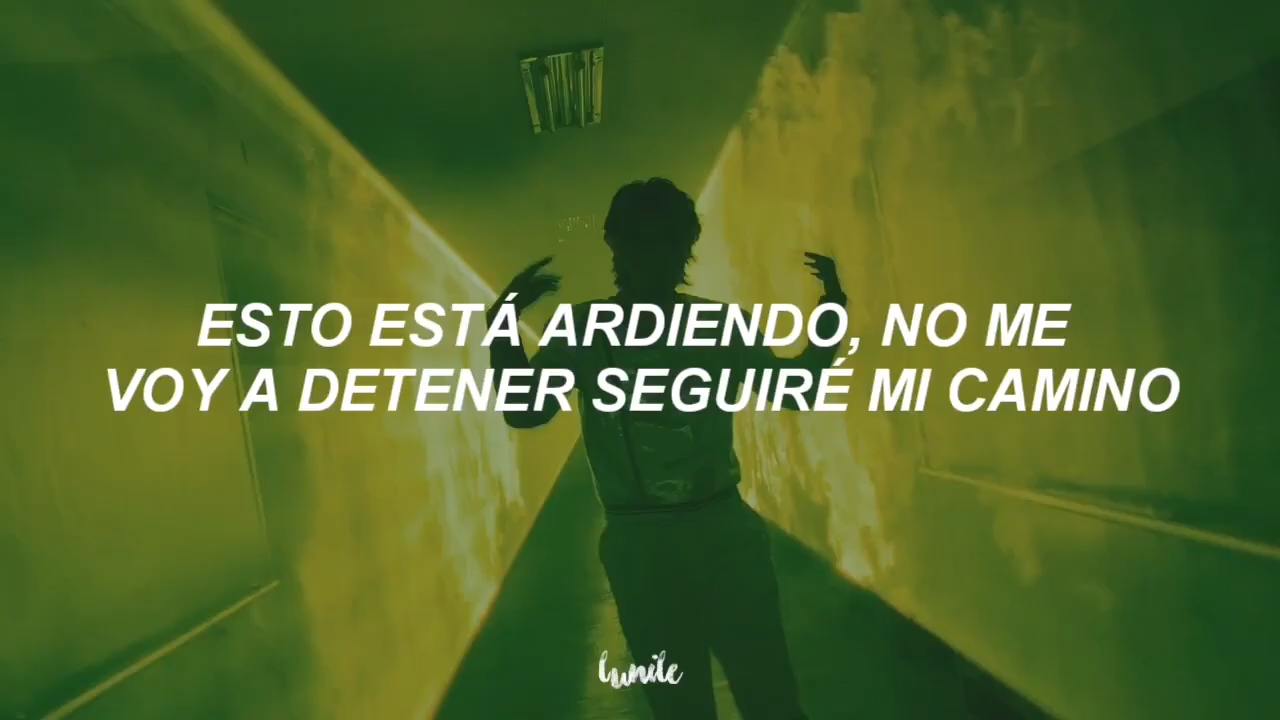 ESTO ESTÁ ARDIENDO, NO ME
VOY A DETENER SEGUIRÉ MI CAMINO
lunile